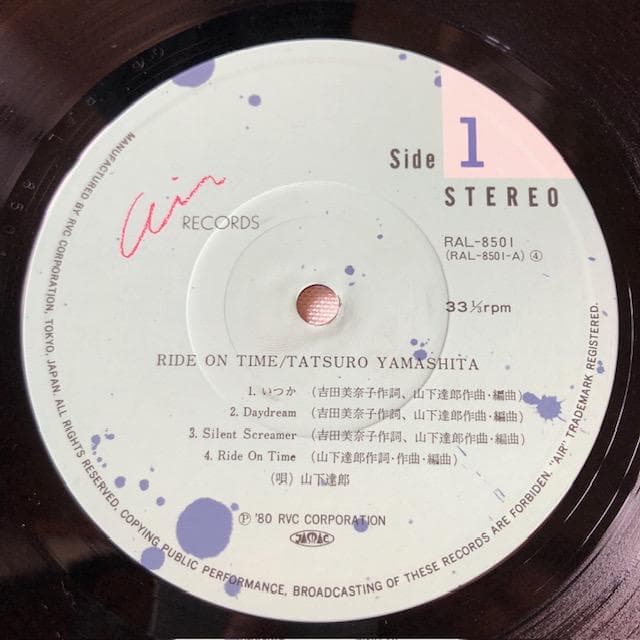 Side 1
STEREO
air RECORDS
RAL-8501
(RAL-8501-A) ④
33⅓rpm
RIDE ON TIME/TATSURO YAMASHITA
1. いつか (吉田美奈子作詞、山下達郎作曲・編曲)
2. Daydream (吉田美奈子作詞、山下達郎作曲・編曲)
3. Silent Screamer (吉田美奈子作詞、山下達郎作曲・編曲)
4. Ride On Time (山下達郎作詞・作曲・編曲)
(唄) 山下達郎
Ⓟ '80 RVC CORPORATION
JASRAC
MANUFACTURED BY RVC CORPORATION, TOKYO, JAPAN. ALL RIGHTS RESERVED. COPYING PUBLIC PERFORMANCE, BROADCASTING OF THESE RECORDS ARE FORBIDDEN. "AIR" TRADEMARK REGISTERED.